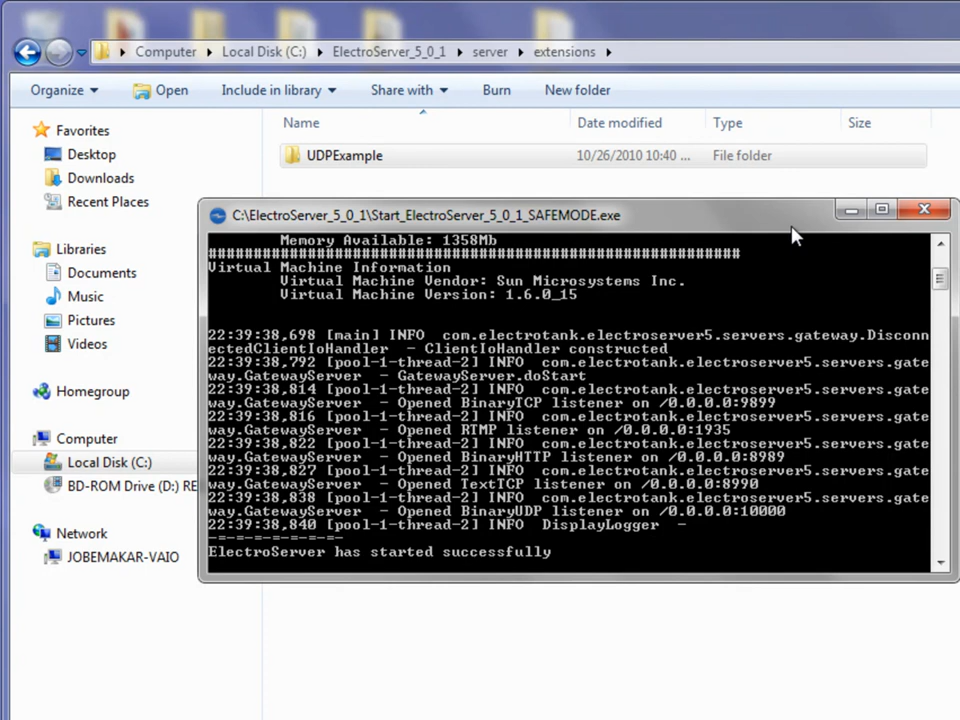 Computer Local Disk (C:) ElectroServer_5_0_1 server extensions
Organize Open Include in library Share with Burn New folder
Favorites
Desktop
Downloads
Recent Places
Libraries
Documents
Music
Pictures
Videos
Homegroup
Computer
Local Disk (C:)
BD-ROM Drive (D:) RE
Network
JOBEMAKAR-VAIO
Name Date modified Type Size
UDPExample 10/26/2010 10:40 ... File folder
C:\ElectroServer_5_0_1\Start_ElectroServer_5_0_1_SAFEMODE.exe
Memory Available: 1358Mb
###########################################################
Virtual Machine Information
Virtual Machine Vendor: Sun Microsystems Inc.
Virtual Machine Version: 1.6.0_15
22:39:38,698 [main] INFO  com.electrotank.electroserver5.servers.gateway.Disconn
ectedClientIoHandler  - ClientIoHandler constructed
22:39:38,792 [pool-1-thread-2] INFO  com.electrotank.electroserver5.servers.gate
way.GatewayServer  - GatewayServer.doStart
22:39:38,814 [pool-1-thread-2] INFO  com.electrotank.electroserver5.servers.gate
way.GatewayServer  - Opened BinaryTCP listener on /0.0.0.0:9899
22:39:38,816 [pool-1-thread-2] INFO  com.electrotank.electroserver5.servers.gate
way.GatewayServer  - Opened RTMP listener on /0.0.0.0:1935
22:39:38,822 [pool-1-thread-2] INFO  com.electrotank.electroserver5.servers.gate
way.GatewayServer  - Opened BinaryHTTP listener on /0.0.0.0:8989
22:39:38,827 [pool-1-thread-2] INFO  com.electrotank.electroserver5.servers.gate
way.GatewayServer  - Opened TextTCP listener on /0.0.0.0:8990
22:39:38,838 [pool-1-thread-2] INFO  com.electrotank.electroserver5.servers.gate
way.GatewayServer  - Opened BinaryUDP listener on /0.0.0.0:10000
22:39:38,840 [pool-1-thread-2] INFO  DisplayLogger  -
-=-=-=-=-=-=-=-
ElectroServer has started successfully